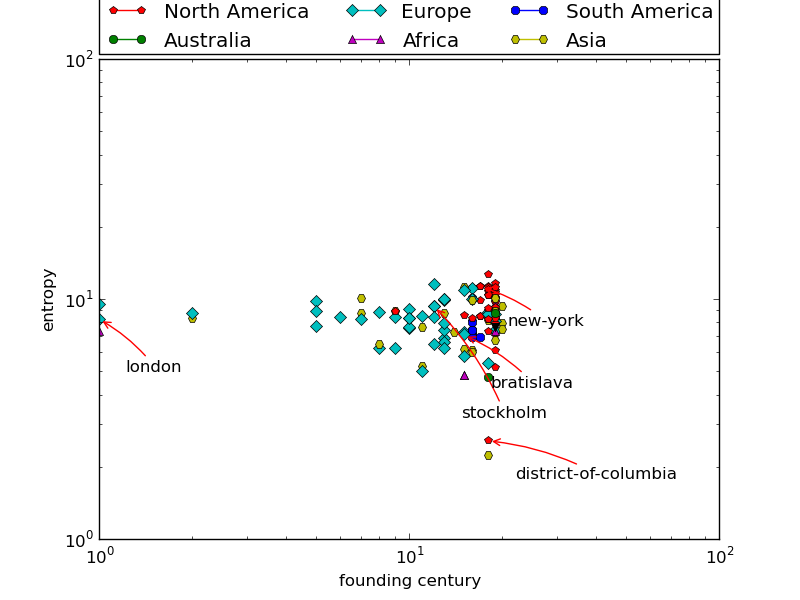 North America Europe South America
Australia Africa Asia
10²
10¹
10⁰
entropy
new-york
london
bratislava
stockholm
district-of-columbia
10⁰ 10¹ 10²
founding century